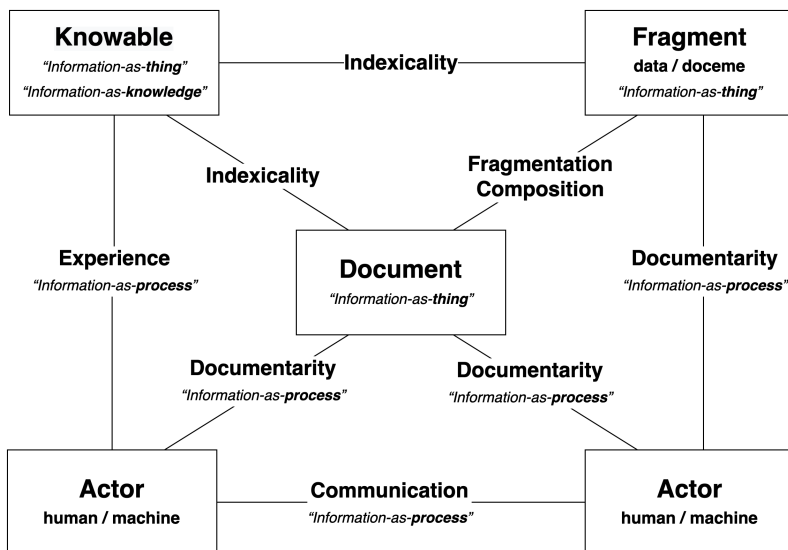 Knowable
“Information-as-thing”
“Information-as-knowledge”
Indexicality
Fragment
data / doceme
“Information-as-thing”
Indexicality
Fragmentation
Composition
Experience
“Information-as-process”
Document
“Information-as-thing”
Documentarity
“Information-as-process”
Documentarity
“Information-as-process”
Documentarity
“Information-as-process”
Actor
human / machine
Communication
“Information-as-process”
Actor
human / machine